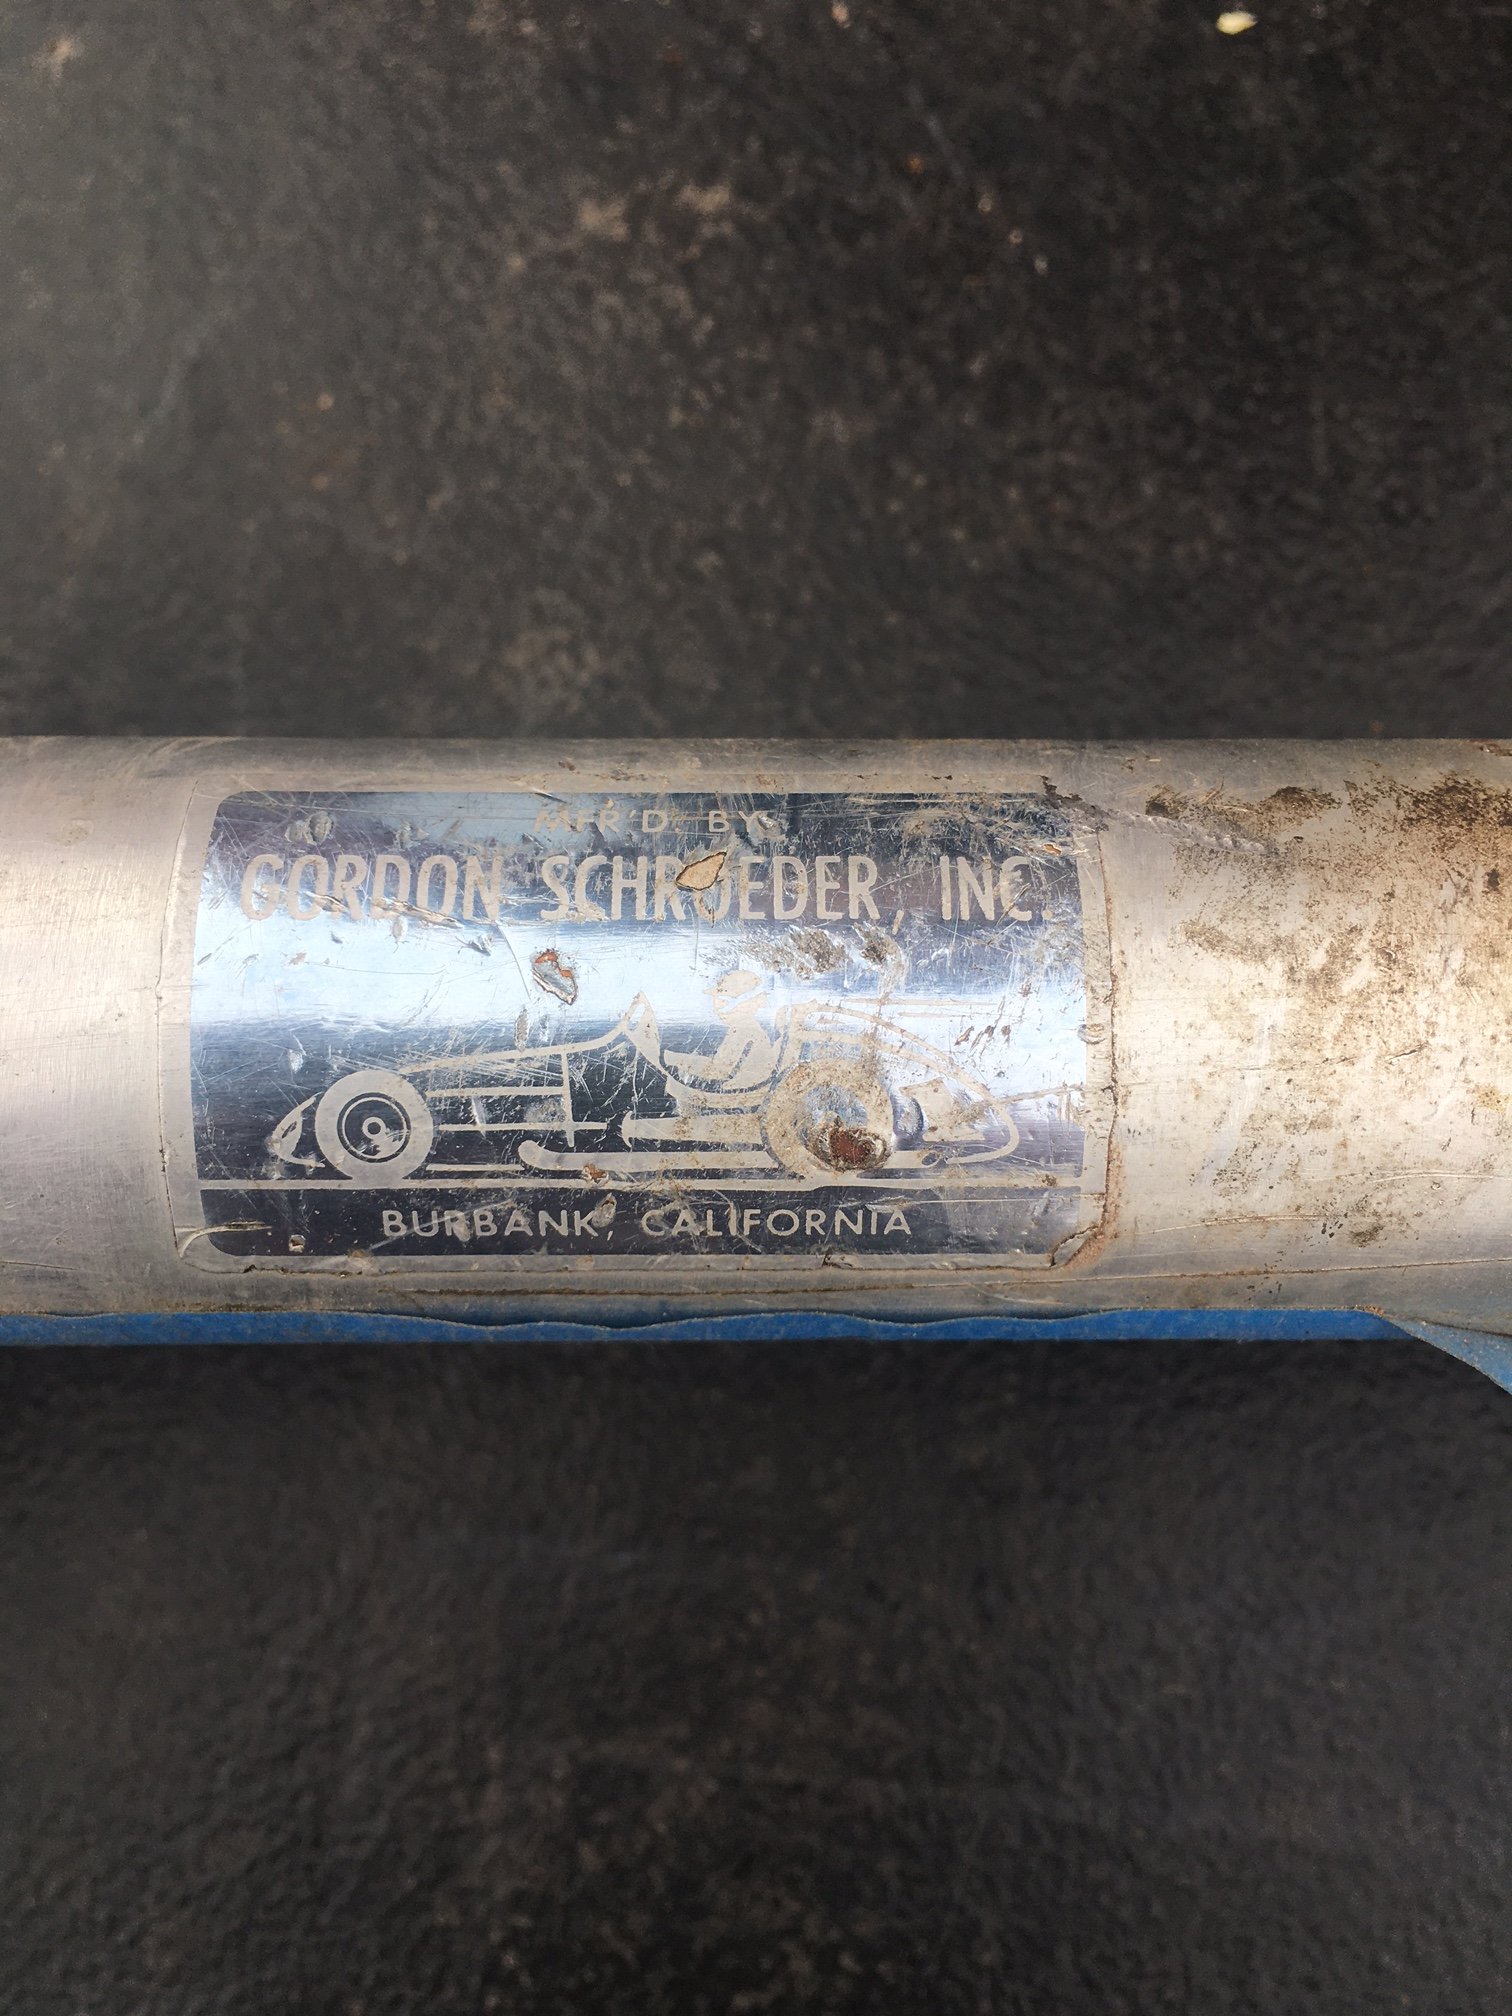 MFR'D. BY
GORDON SCHROEDER, INC.
BURBANK, CALIFORNIA